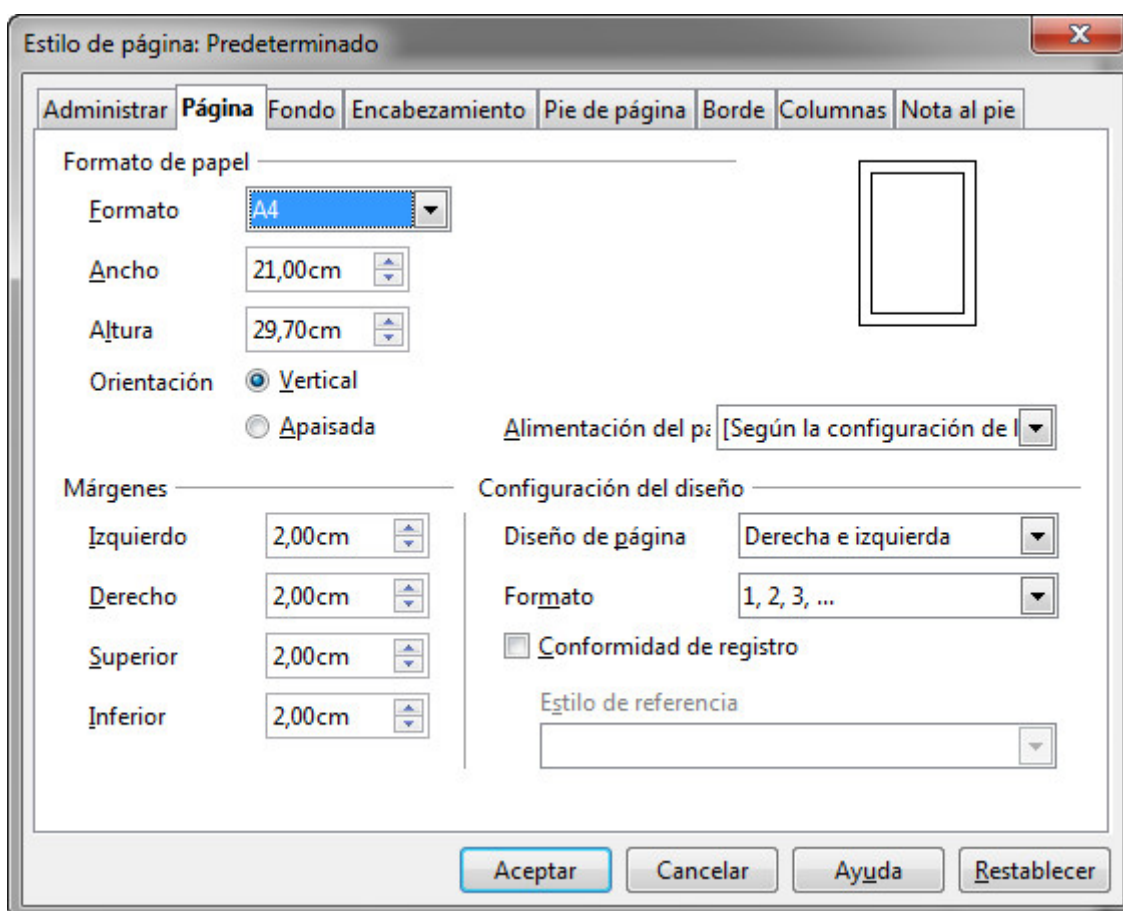 Estilo de página: Predeterminado
Administrar Página Fondo Encabezamiento Pie de página Borde Columnas Nota al pie
Formato de papel
Formato A4
Ancho 21,00cm
Altura 29,70cm
Orientación Vertical
Apaisada
Alimentación del pa [Según la configuración de l
Márgenes
Izquierdo 2,00cm
Derecho 2,00cm
Superior 2,00cm
Inferior 2,00cm
Configuración del diseño
Diseño de página Derecha e izquierda
Formato 1, 2, 3, ...
Conformidad de registro
Estilo de referencia
Aceptar Cancelar Ayuda Restablecer